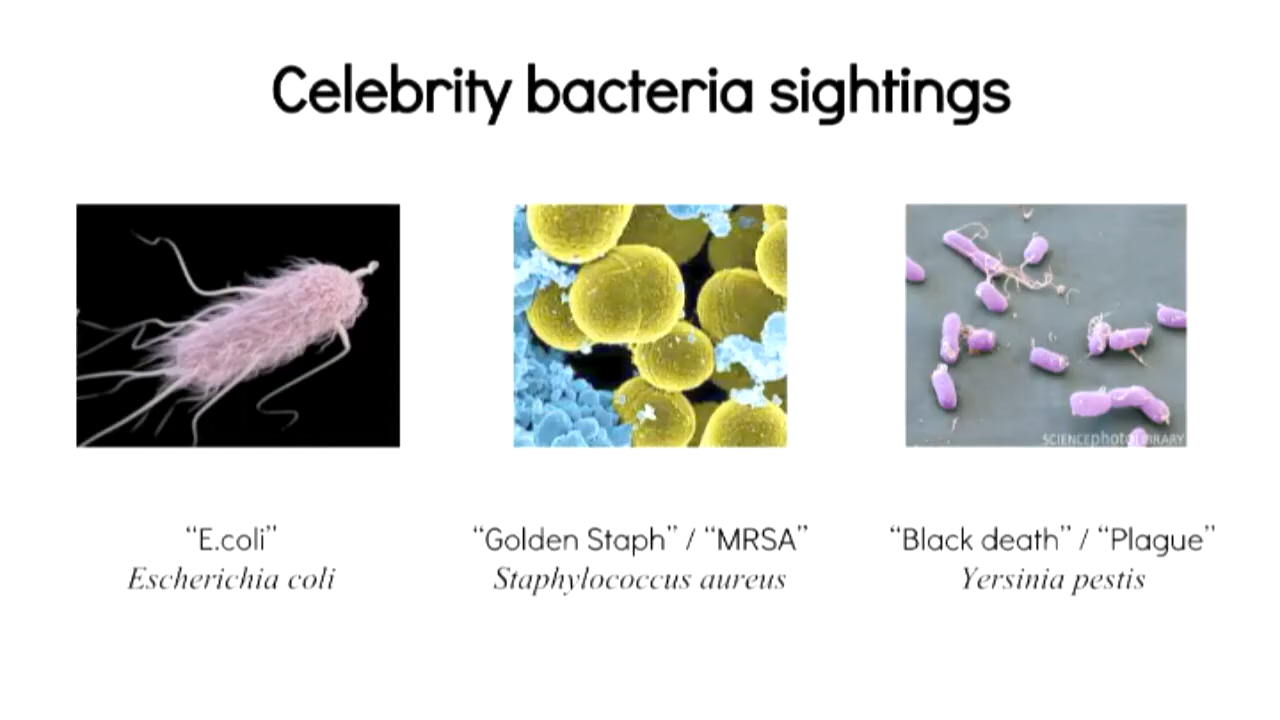 Celebrity bacteria sightings
SCIENCEphotoLIBRARY
“E.coli”
Escherichia coli
“Golden Staph” / “MRSA”
Staphylococcus aureus
“Black death” / “Plague”
Yersinia pestis